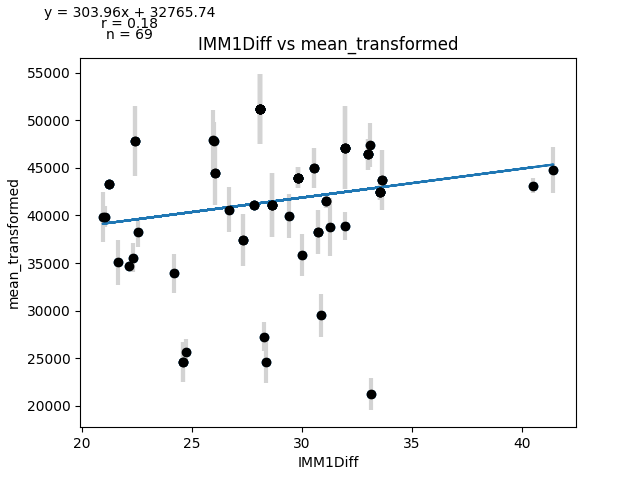 y = 303.96x + 32765.74
r = 0.18
n = 69
IMM1Diff vs mean_transformed
55000
50000
45000
40000
35000
30000
25000
20000
mean_transformed
20 25 30 35 40
IMM1Diff